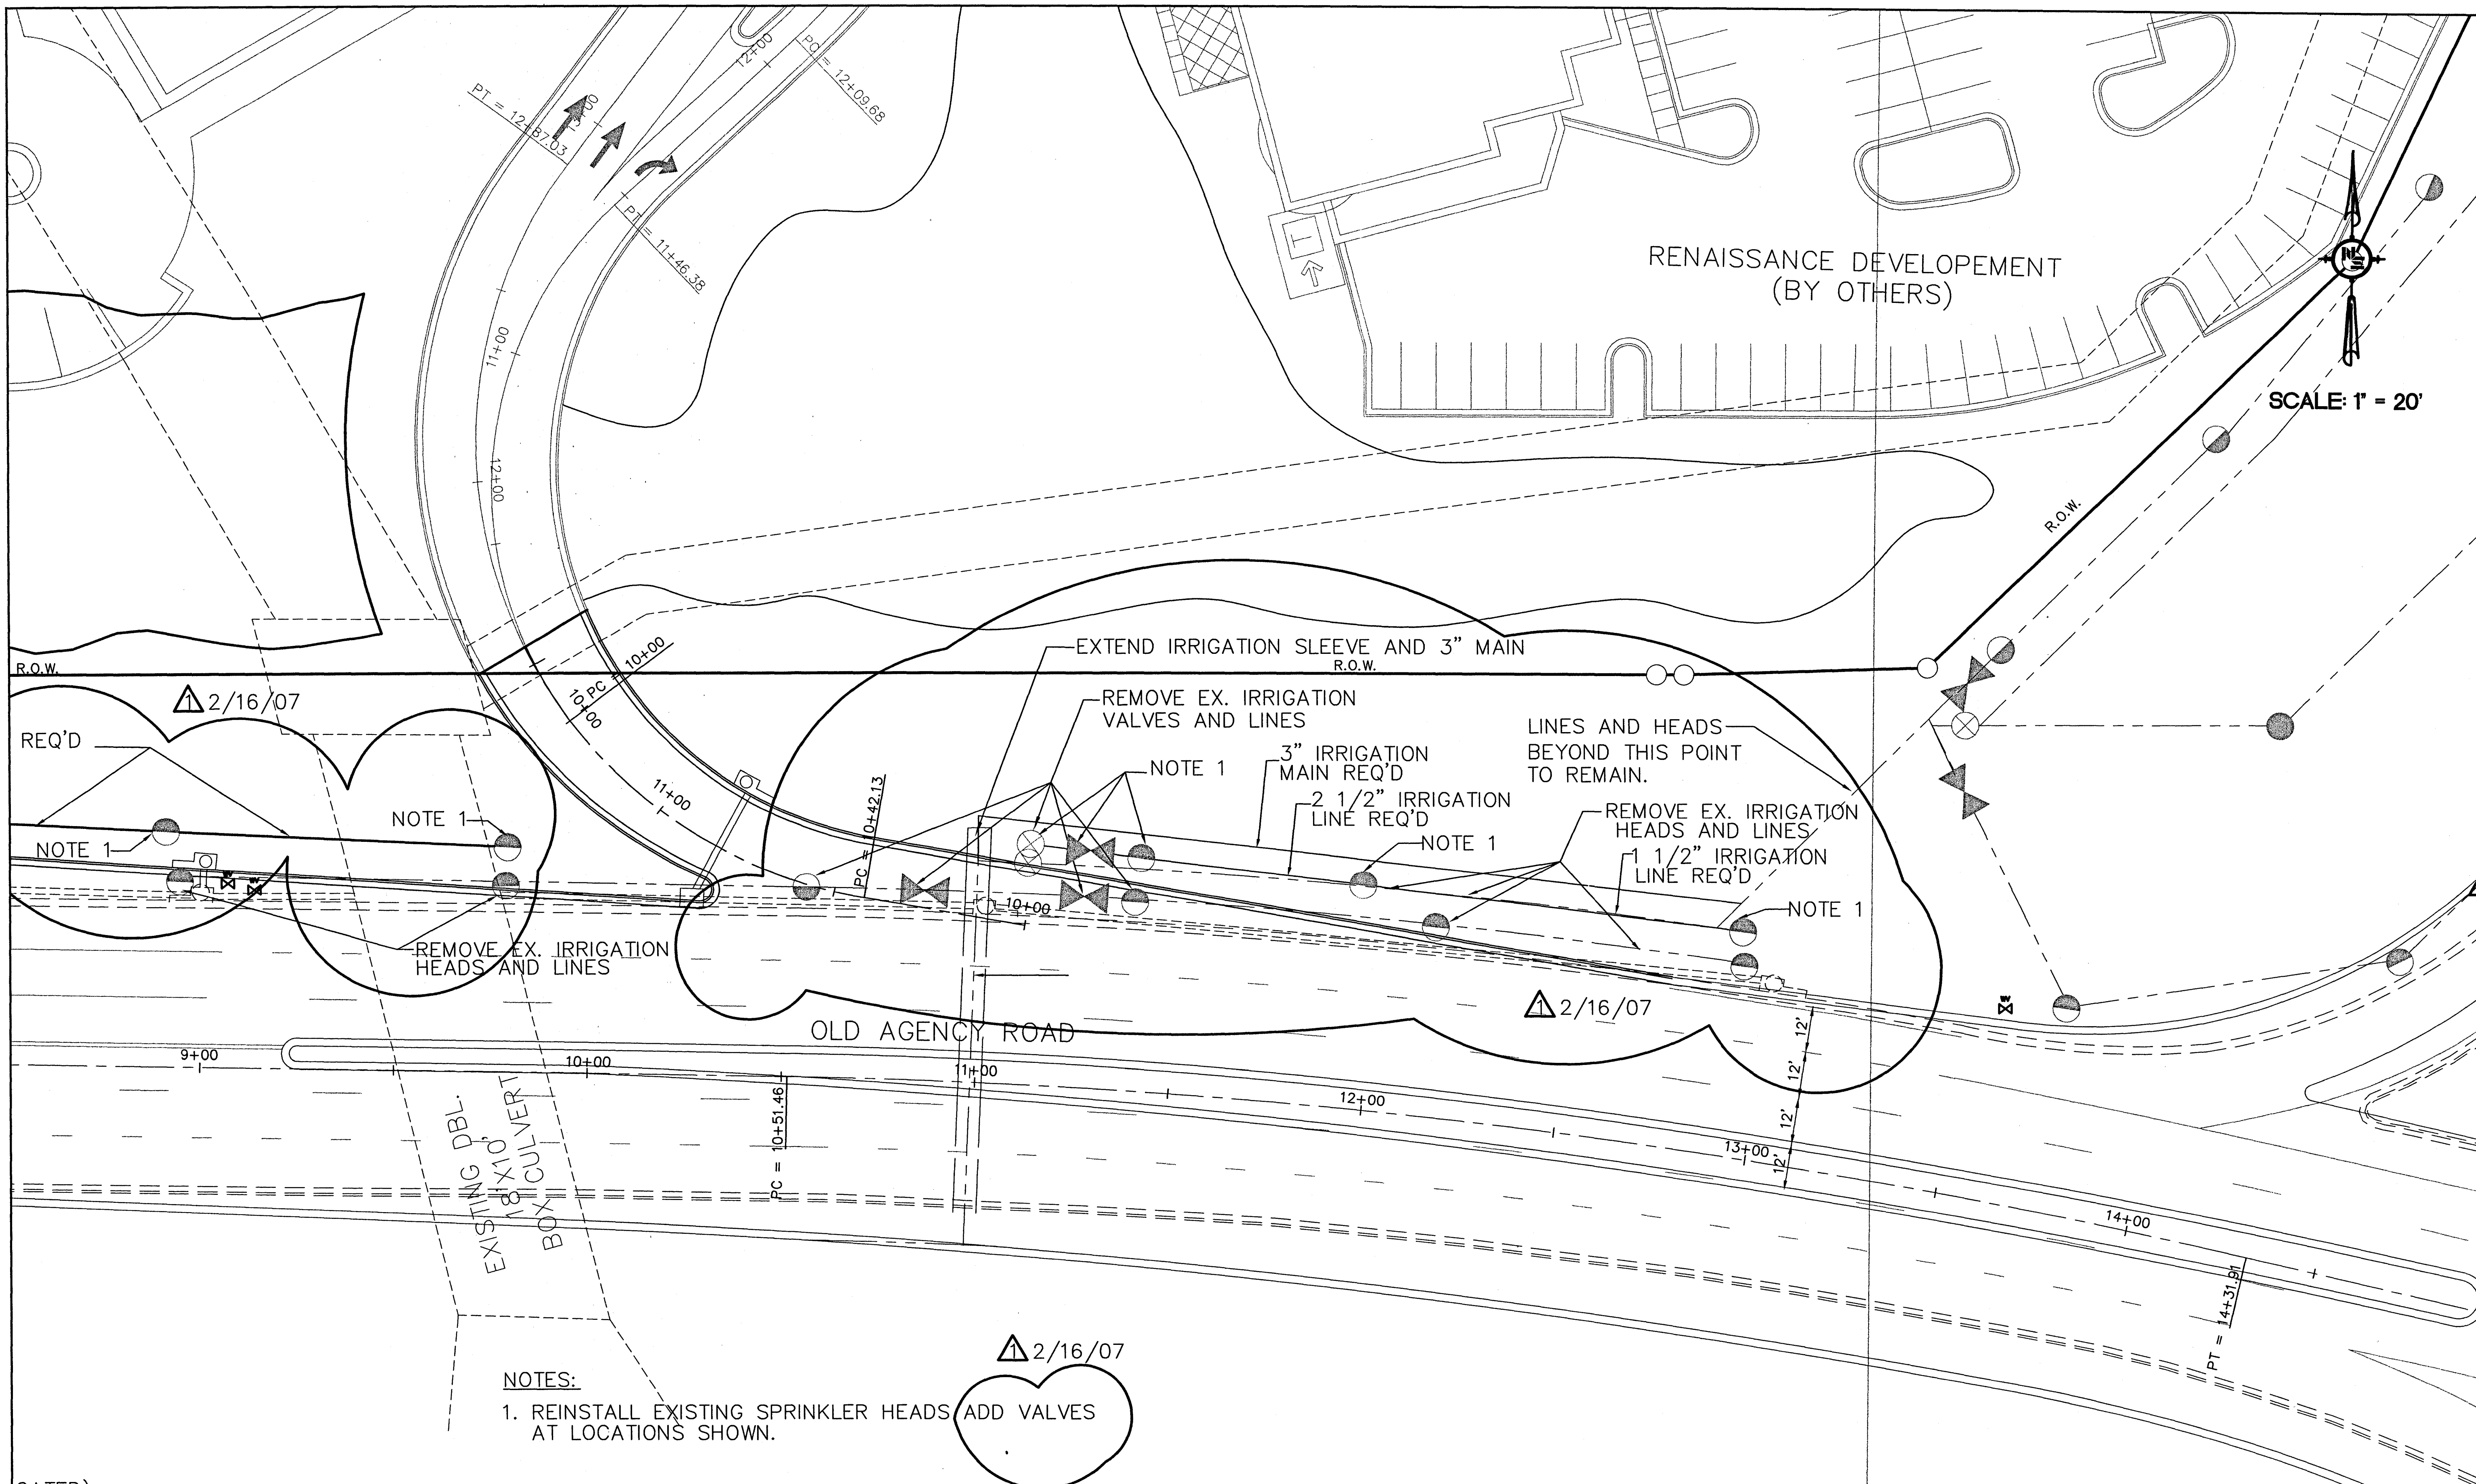 PT = 12+87.03
12+00
PC = 12+09.68
PT = 11+46.38
11+00
12+00
RENAISSANCE DEVELOPEMENT
(BY OTHERS)
SCALE: 1" = 20'
R.O.W.
R.O.W.
R.O.W.
EXTEND IRRIGATION SLEEVE AND 3" MAIN
10+00
PC
10+00
1 2/16/07
REQ'D
REMOVE EX. IRRIGATION
VALVES AND LINES
NOTE 1
3" IRRIGATION
MAIN REQ'D
2 1/2" IRRIGATION
LINE REQ'D
LINES AND HEADS
BEYOND THIS POINT
TO REMAIN.
REMOVE EX. IRRIGATION
HEADS AND LINES
1 1/2" IRRIGATION
LINE REQ'D
NOTE 1
NOTE 1
11+00
PC = 10+42.13
NOTE 1
NOTE 1
10+00
REMOVE EX. IRRIGATION
HEADS AND LINES
1 2/16/07
OLD AGENCY ROAD
9+00
10+00
11+00
12+00
13+00
14+00
12'
12'
12'
12'
PC = 10+51.46
PT = 14+31.91
EXISTING DBL.
18'X10'
BOX CULVERT
1 2/16/07
NOTES:
1. REINSTALL EXISTING SPRINKLER HEADS ADD VALVES
AT LOCATIONS SHOWN.